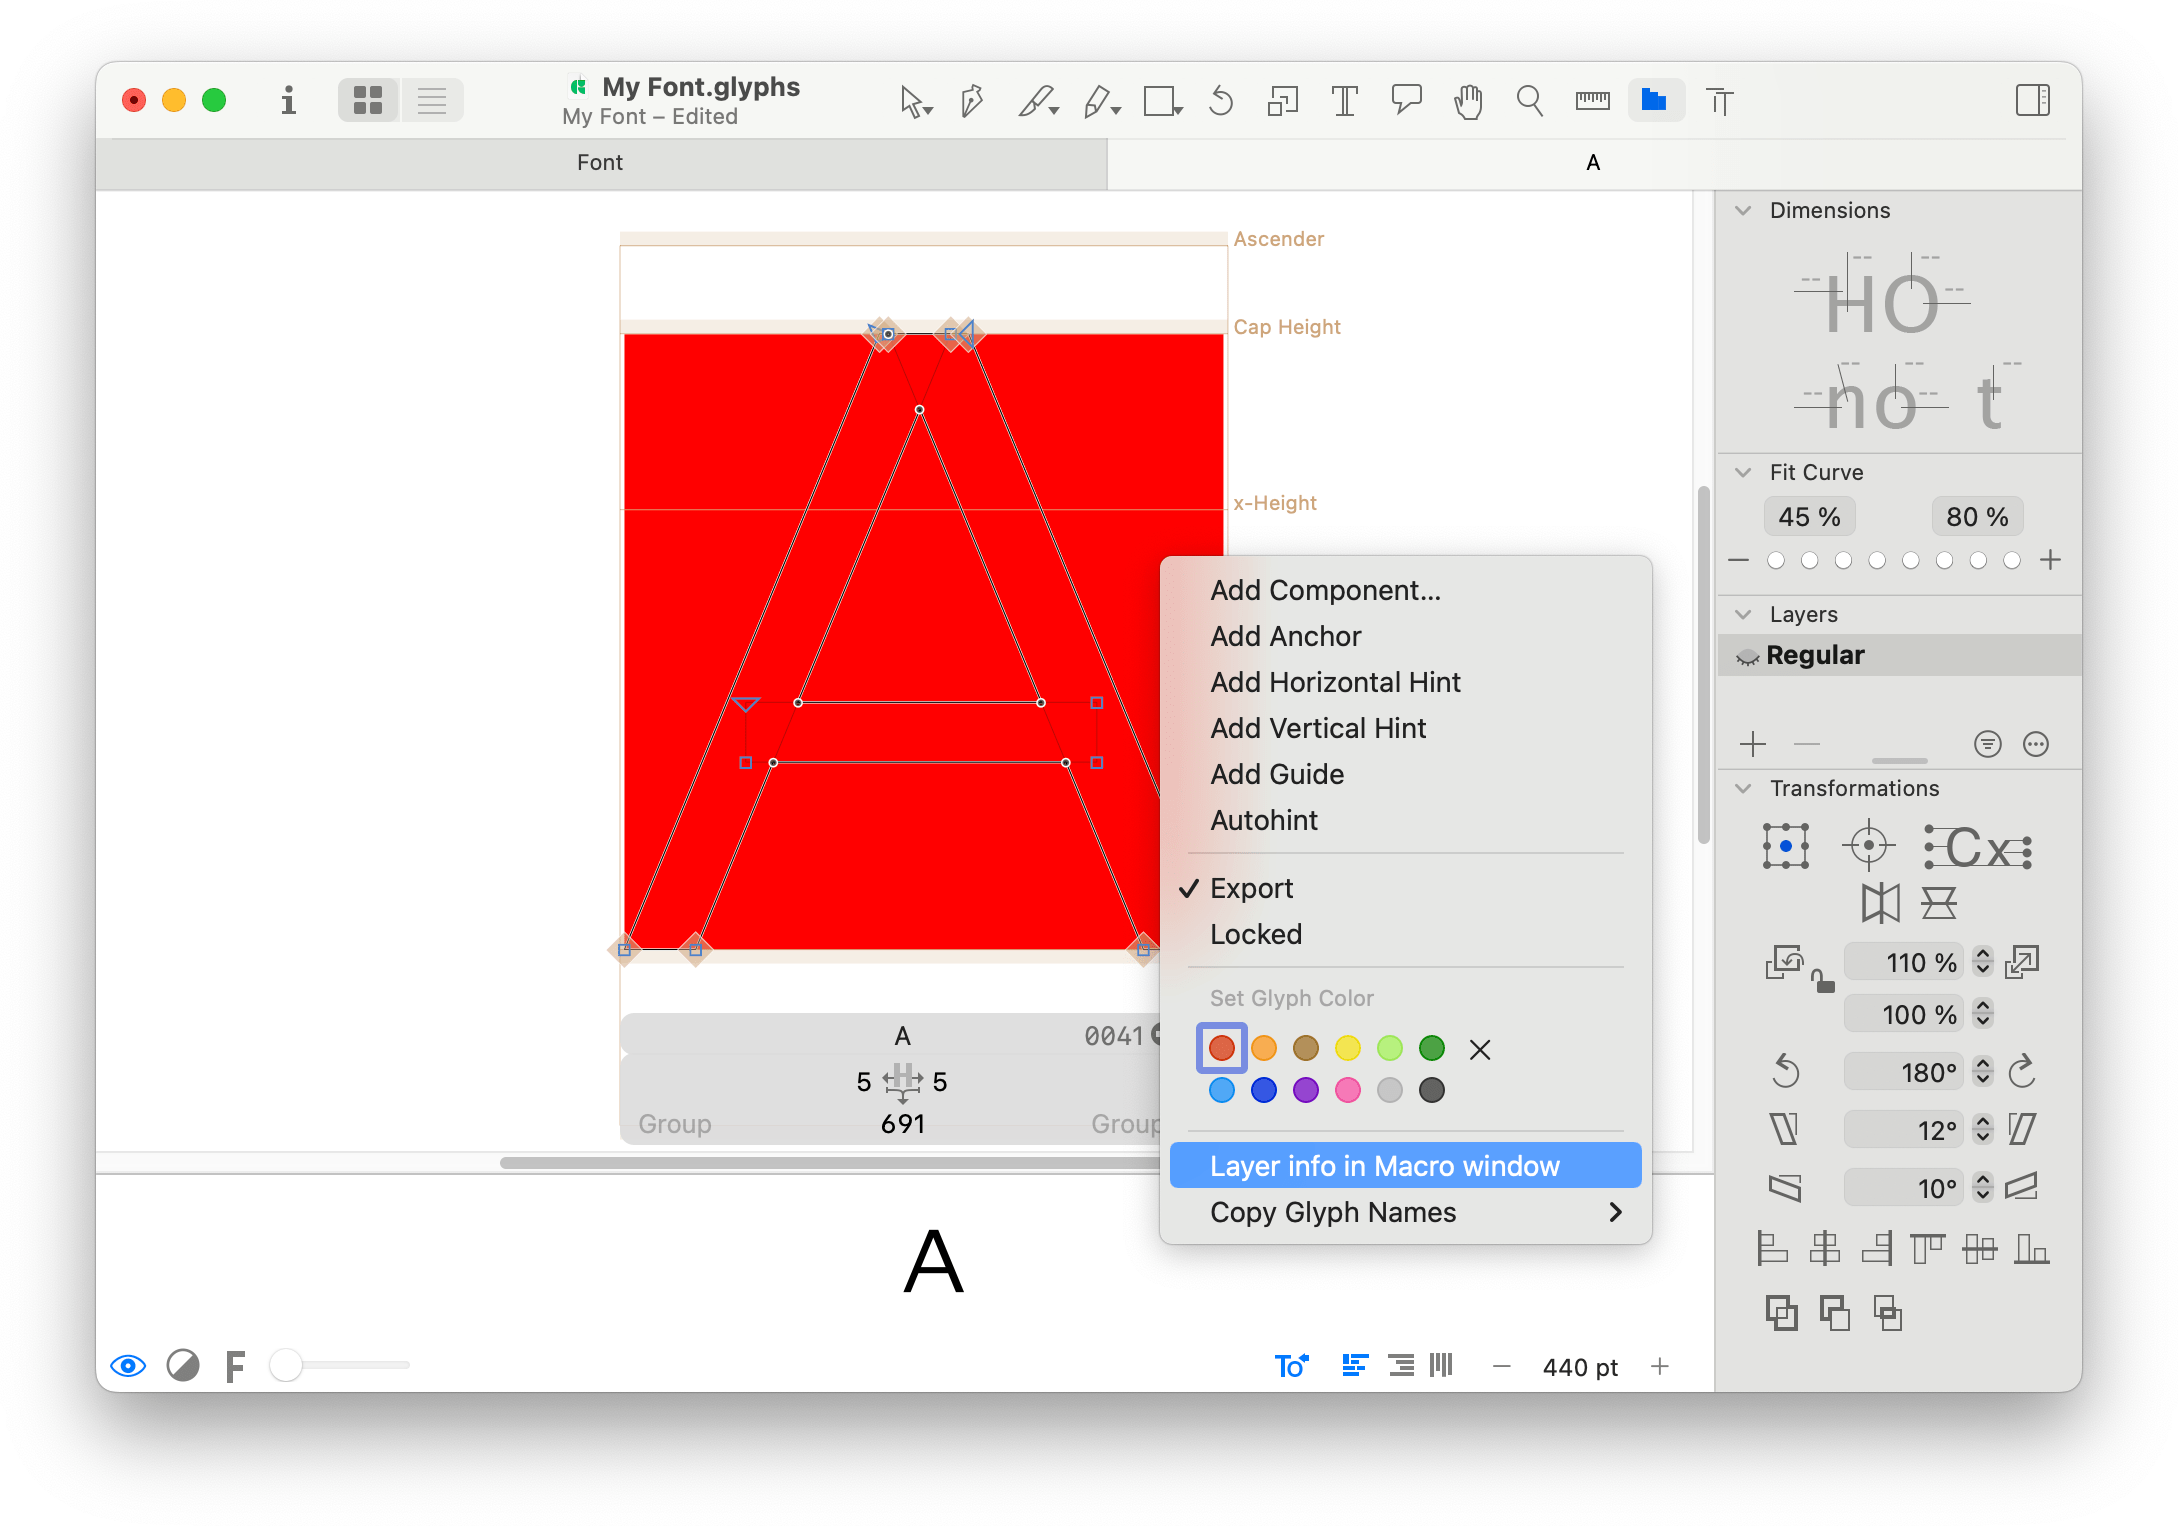 My Font.glyphs
My Font – Edited
Font
A
Ascender
Cap Height
x-Height
Add Component...
Add Anchor
Add Horizontal Hint
Add Vertical Hint
Add Guide
Autohint
Export
Locked
Set Glyph Color
Layer info in Macro window
Copy Glyph Names
A
0041
5
H
5
Group
691
Group
A
F
To
440 pt
Dimensions
-- --
-- HO --
-- -- --
-- no -- t
Fit Curve
45 %
80 %
Layers
Regular
Transformations
Cx
110 %
100 %
180°
12°
10°